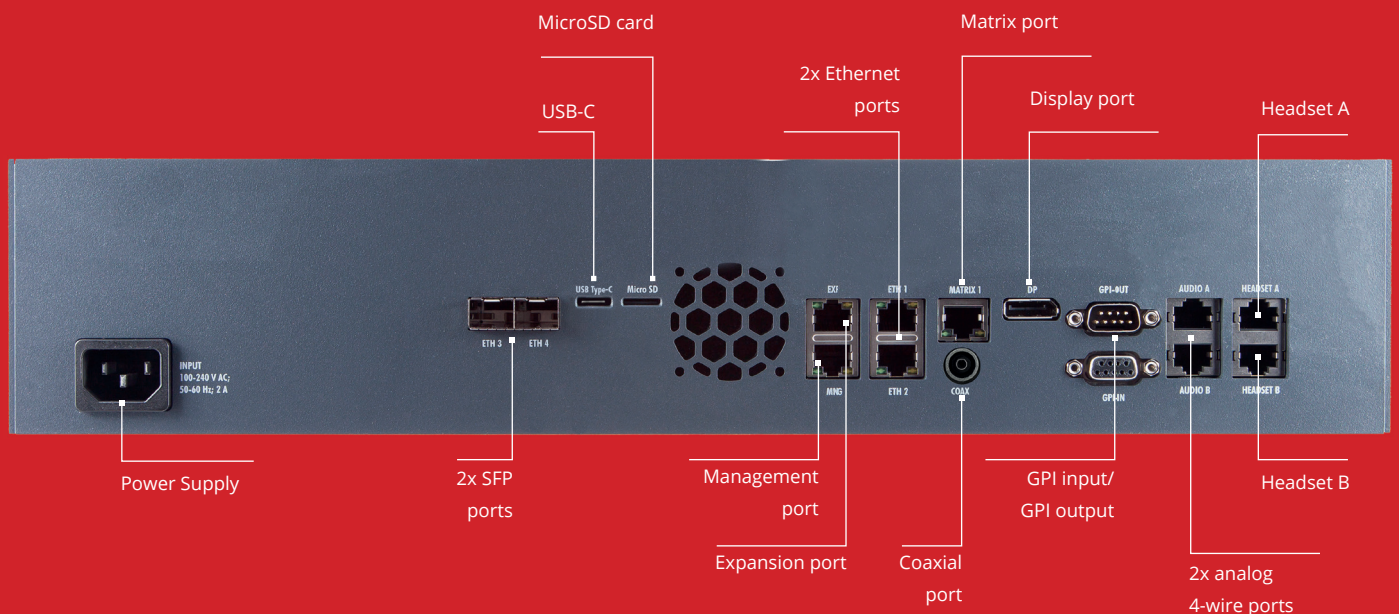 MicroSD card
Matrix port
2x Ethernet
ports
USB-C
Display port
Headset A
USB Type-C
Micro SD
EXP
ETH 1
MATRIX 1
DP
GPI-OUT
AUDIO A
HEADSET A
ETH 3
ETH 4
INPUT
100-240 V AC;
50-60 Hz; 2 A
MNG
ETH 2
COAX
GPI-IN
AUDIO B
HEADSET B
Power Supply
2x SFP
ports
Management
port
GPI input/
GPI output
Headset B
Expansion port
Coaxial
port
2x analog
4-wire ports